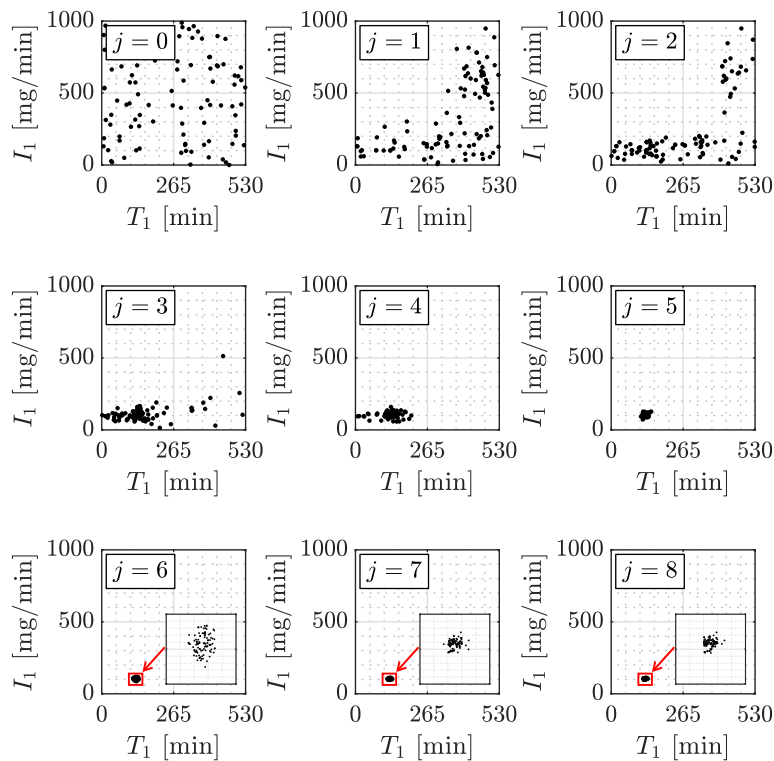 1000
j = 0
500
0
0 265 530
I₁ [mg/min]
T₁ [min]
1000
j = 1
500
0
0 265 530
I₁ [mg/min]
T₁ [min]
1000
j = 2
500
0
0 265 530
I₁ [mg/min]
T₁ [min]
1000
j = 3
500
0
0 265 530
I₁ [mg/min]
T₁ [min]
1000
j = 4
500
0
0 265 530
I₁ [mg/min]
T₁ [min]
1000
j = 5
500
0
0 265 530
I₁ [mg/min]
T₁ [min]
1000
j = 6
500
0
0 265 530
I₁ [mg/min]
T₁ [min]
1000
j = 7
500
0
0 265 530
I₁ [mg/min]
T₁ [min]
1000
j = 8
500
0
0 265 530
I₁ [mg/min]
T₁ [min]